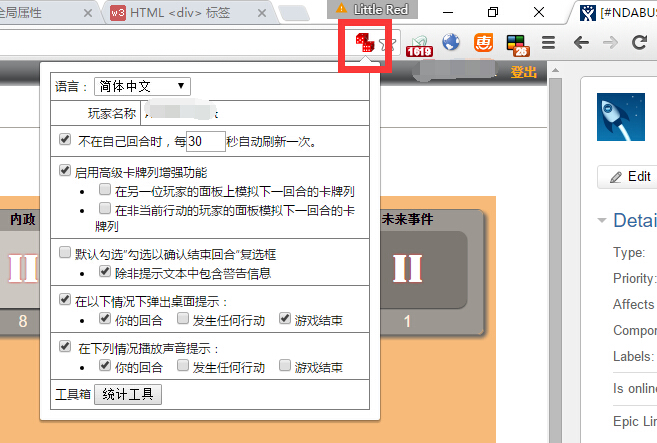 全局属性
HTML <div> 标签
Little Red
[#NDABUS
1619
惠
26
登出
语言：
简体中文
玩家名称
不在自己回合时，每30秒自动刷新一次。
启用高级卡牌列增强功能
在另一位玩家的面板上模拟下一回合的卡牌列
在非当前行动的玩家的面板模拟下一回合的卡
牌列
默认勾选“勾选以确认结束回合”复选框
除非提示文本中包含警告信息
在以下情况下弹出桌面提示：
你的回合 发生任何行动 游戏结束
在下列情况播放声音提示：
你的回合 发生任何行动 游戏结束
工具箱 统计工具
内政
II
8
未来事件
II
1
Edit
Detai
Type:
Priority:
Affects
Compor
Labels:
Is online
Epic Lin